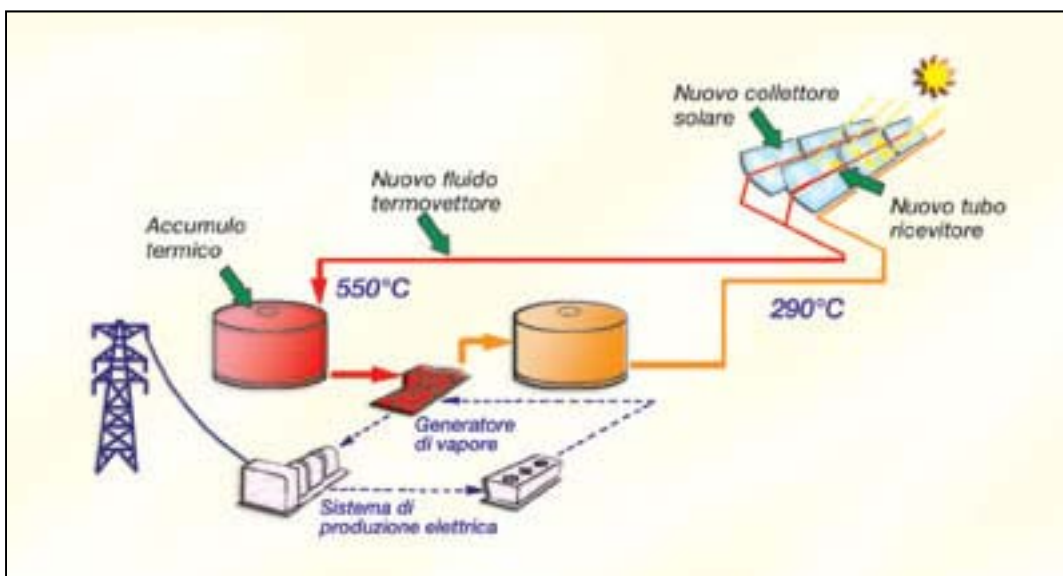 Nuovo collettore
solare
Nuovo fluido
termovettore
Nuovo tubo
ricevitore
Accumulo
termico
550°C
290°C
Generatore
di vapore
Sistema di
produzione elettrica